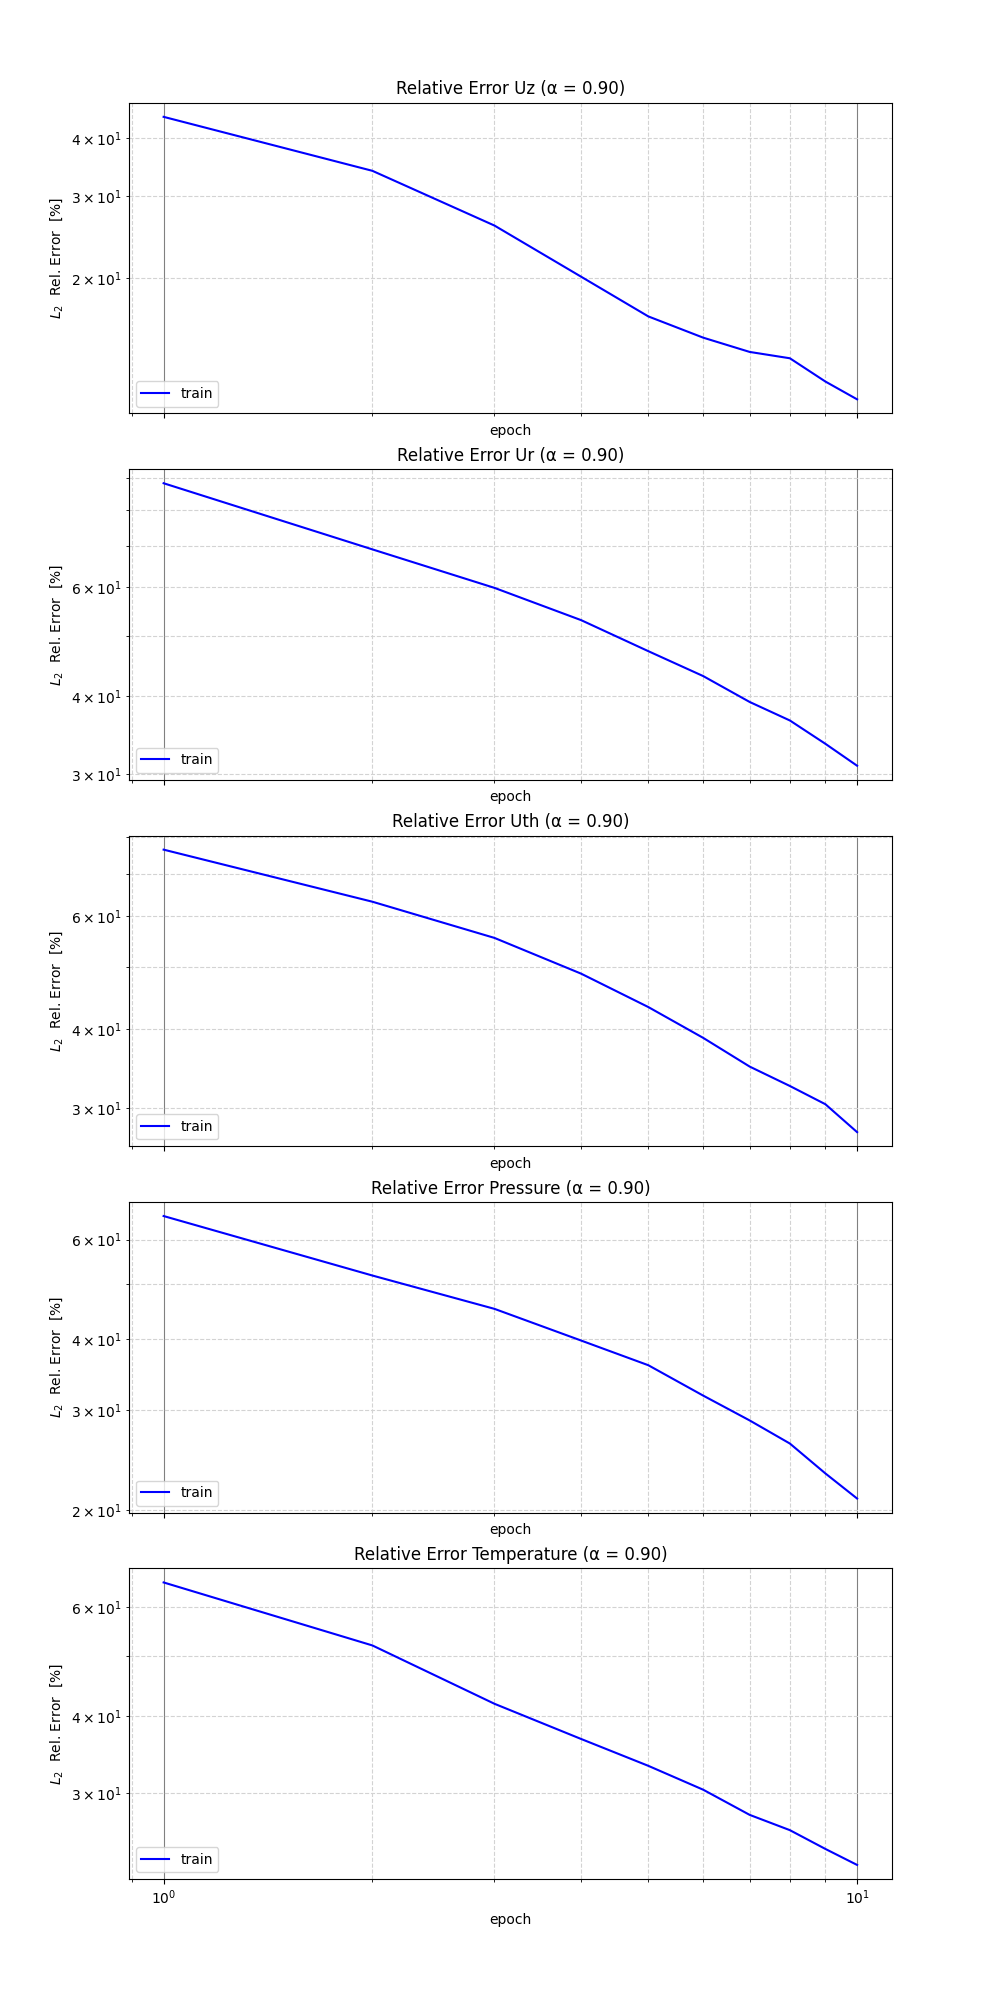 Relative Error Uz (α = 0.90)
L₂ Rel. Error [%]
4 × 10¹
3 × 10¹
2 × 10¹
train
epoch
Relative Error Ur (α = 0.90)
L₂ Rel. Error [%]
6 × 10¹
4 × 10¹
3 × 10¹
train
epoch
Relative Error Uth (α = 0.90)
L₂ Rel. Error [%]
6 × 10¹
4 × 10¹
3 × 10¹
train
epoch
Relative Error Pressure (α = 0.90)
L₂ Rel. Error [%]
6 × 10¹
4 × 10¹
3 × 10¹
2 × 10¹
train
epoch
Relative Error Temperature (α = 0.90)
L₂ Rel. Error [%]
6 × 10¹
4 × 10¹
3 × 10¹
train
10⁰ 10¹
epoch